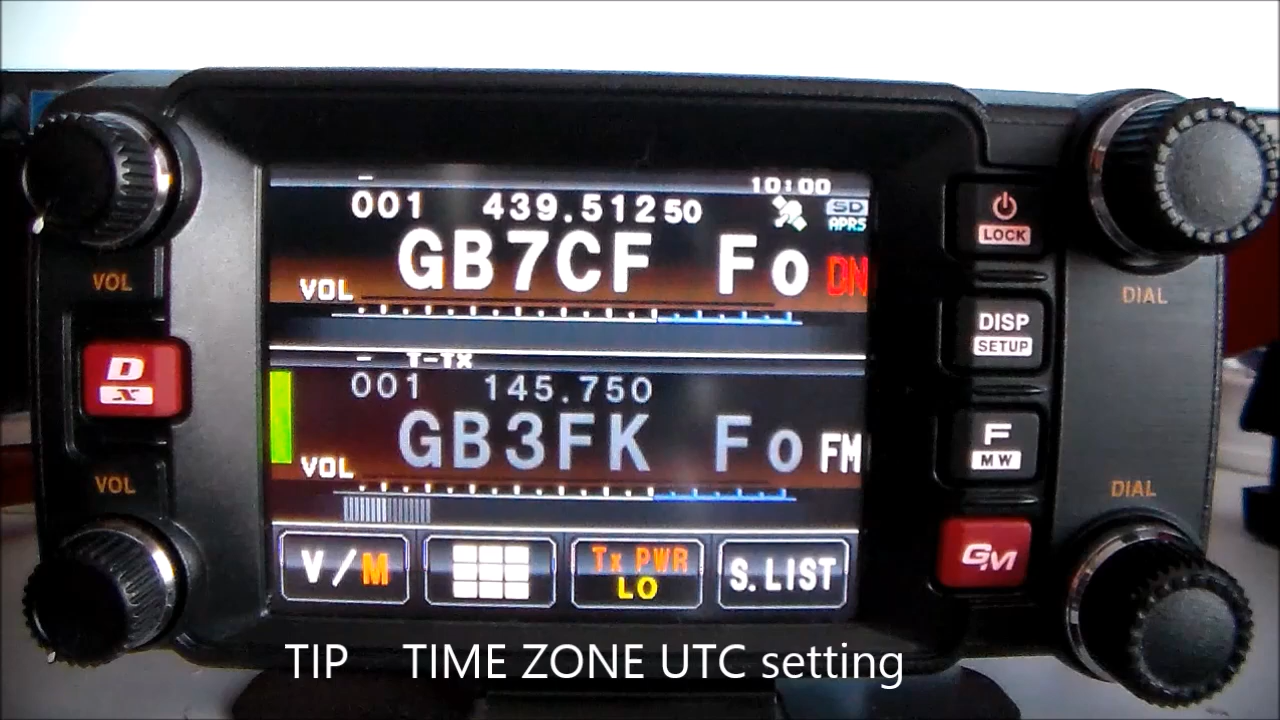 10:00
001 439.51250 SD
APRS
GB7CF Fo DN
VOL
T-TX
001 145.750
GB3FK Fo FM
VOL
V/M Tx PWR LO S.LIST
VOL
D X
VOL
LOCK
DISP
SETUP
F
MW
GM
DIAL
DIAL
TIP TIME ZONE UTC setting